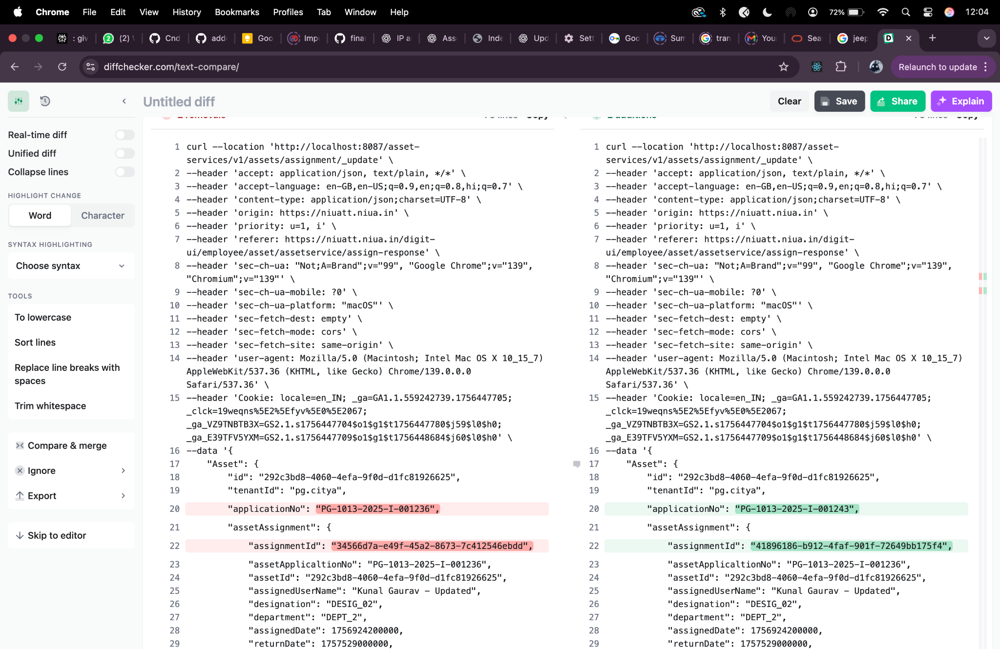 Chrome File Edit View History Bookmarks Profiles Tab Window Help 72% 12:04
: giv (2) Cnd add Goo Impo finan IP a Ass Inde Upd Sett Goo Sum tran You Sea jeep
diffchecker.com/text-compare/ Relaunch to update
Untitled diff Clear Save Share Explain
Real-time diff
Unified diff
Collapse lines
HIGHLIGHT CHANGE
Word Character
SYNTAX HIGHLIGHTING
Choose syntax
TOOLS
To lowercase
Sort lines
Replace line breaks with
spaces
Trim whitespace
Compare & merge
Ignore
Export
Skip to editor
2 removals 78 lines Copy
1 curl --location 'http://localhost:8087/asset-
services/v1/assets/assignment/_update' \
2 --header 'accept: application/json, text/plain, */*' \
3 --header 'accept-language: en-GB,en-US;q=0.9,en;q=0.8,hi;q=0.7' \
4 --header 'content-type: application/json;charset=UTF-8' \
5 --header 'origin: https://niuatt.niua.in' \
6 --header 'priority: u=1, i' \
7 --header 'referer: https://niuatt.niua.in/digit-
ui/employee/asset/assetservice/assign-response' \
8 --header 'sec-ch-ua: "Not;A=Brand";v="99", "Google Chrome";v="139",
"Chromium";v="139"' \
9 --header 'sec-ch-ua-mobile: ?0' \
10 --header 'sec-ch-ua-platform: "macOS"' \
11 --header 'sec-fetch-dest: empty' \
12 --header 'sec-fetch-mode: cors' \
13 --header 'sec-fetch-site: same-origin' \
14 --header 'user-agent: Mozilla/5.0 (Macintosh; Intel Mac OS X 10_15_7)
AppleWebKit/537.36 (KHTML, like Gecko) Chrome/139.0.0.0
Safari/537.36' \
15 --header 'Cookie: locale=en_IN; _ga=GA1.1.559242739.1756447705;
_clck=19weqns%5E2%5Efyv%5E0%5E2067;
_ga_VZ9TNBTB3X=GS2.1.s1756447704$o1$g1$t1756447780$j59$l0$h0;
_ga_E39TFV5YXM=GS2.1.s1756447709$o1$g1$t1756448684$j60$l0$h0' \
16 --data '{
17 "Asset": {
18 "id": "292c3bd8-4060-4efa-9f0d-d1fc81926625",
19 "tenantId": "pg.citya",
20 "applicationNo": "PG-1013-2025-I-001236",
21 "assetAssignment": {
22 "assignmentId": "34566d7a-e49f-45a2-8673-7c412546ebdd",
23 "assetApplicaltionNo": "PG-1013-2025-I-001236",
24 "assetId": "292c3bd8-4060-4efa-9f0d-d1fc81926625",
25 "assignedUserName": "Kunal Gaurav - Updated",
26 "designation": "DESIG_02",
27 "department": "DEPT_2",
28 "assignedDate": 1756924200000,
29 "returnDate": 1757529000000,
2 additions 78 lines Copy
1 curl --location 'http://localhost:8087/asset-
services/v1/assets/assignment/_update' \
2 --header 'accept: application/json, text/plain, */*' \
3 --header 'accept-language: en-GB,en-US;q=0.9,en;q=0.8,hi;q=0.7' \
4 --header 'content-type: application/json;charset=UTF-8' \
5 --header 'origin: https://niuatt.niua.in' \
6 --header 'priority: u=1, i' \
7 --header 'referer: https://niuatt.niua.in/digit-
ui/employee/asset/assetservice/assign-response' \
8 --header 'sec-ch-ua: "Not;A=Brand";v="99", "Google Chrome";v="139",
"Chromium";v="139"' \
9 --header 'sec-ch-ua-mobile: ?0' \
10 --header 'sec-ch-ua-platform: "macOS"' \
11 --header 'sec-fetch-dest: empty' \
12 --header 'sec-fetch-mode: cors' \
13 --header 'sec-fetch-site: same-origin' \
14 --header 'user-agent: Mozilla/5.0 (Macintosh; Intel Mac OS X 10_15_7)
AppleWebKit/537.36 (KHTML, like Gecko) Chrome/139.0.0.0
Safari/537.36' \
15 --header 'Cookie: locale=en_IN; _ga=GA1.1.559242739.1756447705;
_clck=19weqns%5E2%5Efyv%5E0%5E2067;
_ga_VZ9TNBTB3X=GS2.1.s1756447704$o1$g1$t1756447780$j59$l0$h0;
_ga_E39TFV5YXM=GS2.1.s1756447709$o1$g1$t1756448684$j60$l0$h0' \
16 --data '{
17 "Asset": {
18 "id": "292c3bd8-4060-4efa-9f0d-d1fc81926625",
19 "tenantId": "pg.citya",
20 "applicationNo": "PG-1013-2025-I-001243",
21 "assetAssignment": {
22 "assignmentId": "41896186-b912-4faf-901f-72649bb175f4",
23 "assetApplicaltionNo": "PG-1013-2025-I-001236",
24 "assetId": "292c3bd8-4060-4efa-9f0d-d1fc81926625",
25 "assignedUserName": "Kunal Gaurav - Updated",
26 "designation": "DESIG_02",
27 "department": "DEPT_2",
28 "assignedDate": 1756924200000,
29 "returnDate": 1757529000000,